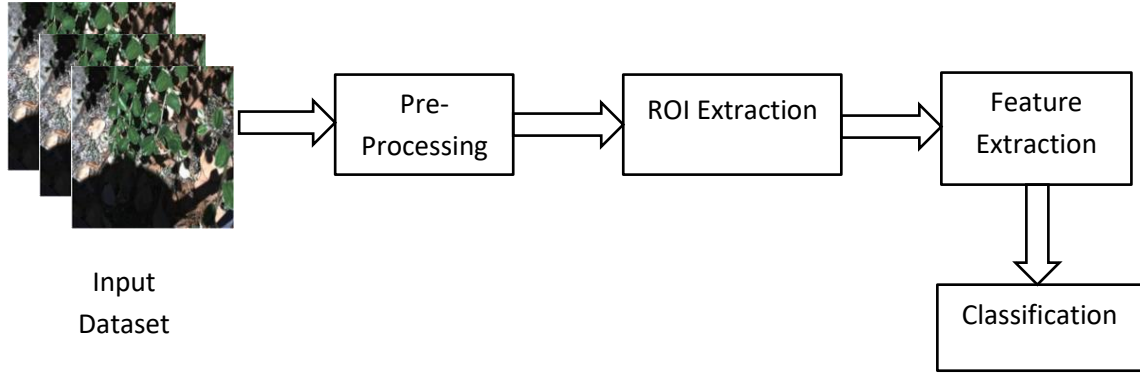 Pre-
Processing
ROI Extraction
Feature
Extraction
Input
Dataset
Classification